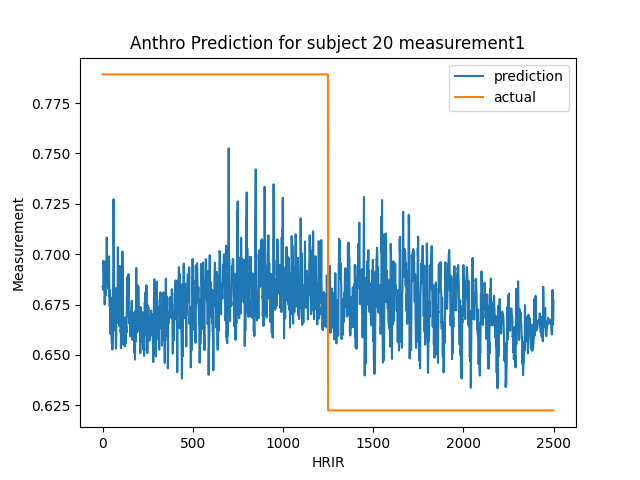 Anthro Prediction for subject 20 measurement1
prediction
actual
Measurement
0.775
0.750
0.725
0.700
0.675
0.650
0.625
0
500
1000
1500
2000
2500
HRIR